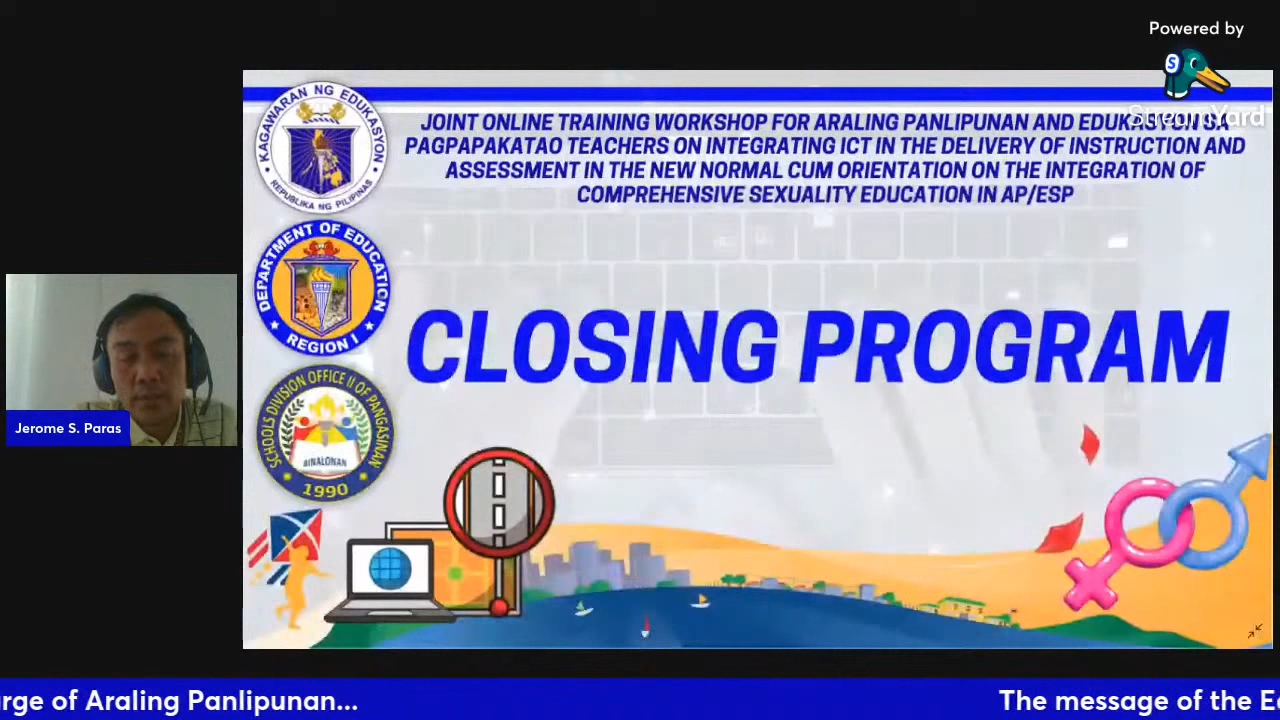 Powered by
StreamYard
KAGAWARAN NG EDUKASYON
REPUBLIKA NG PILIPINAS
JOINT ONLINE TRAINING WORKSHOP FOR ARALING PANLIPUNAN AND EDUKASYON SA
PAGPAPAKATAO TEACHERS ON INTEGRATING ICT IN THE DELIVERY OF INSTRUCTION AND
ASSESSMENT IN THE NEW NORMAL CUM ORIENTATION ON THE INTEGRATION OF
COMPREHENSIVE SEXUALITY EDUCATION IN AP/ESP
DEPARTMENT OF EDUCATION
REGION I
CLOSING PROGRAM
SCHOOLS DIVISION OFFICE II OF PANGASINAN
BINALONAN
1990
Jerome S. Paras
rge of Araling Panlipunan... The message of the Ed